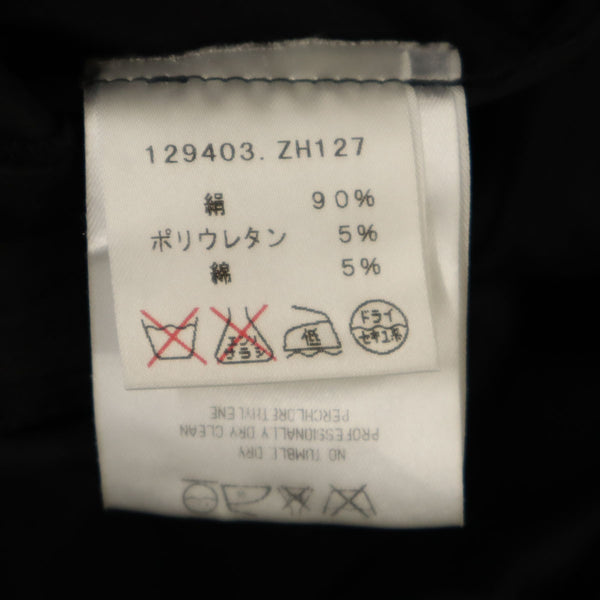 129403. ZH127
絹 90%
ポリウレタン 5%
綿 5%
エンソ
サラシ
低
ドライ
セキユ系
PERCHLORETHYLENE
PROFESSIONALLY DRY CLEAN
NO TUMBLE DRY